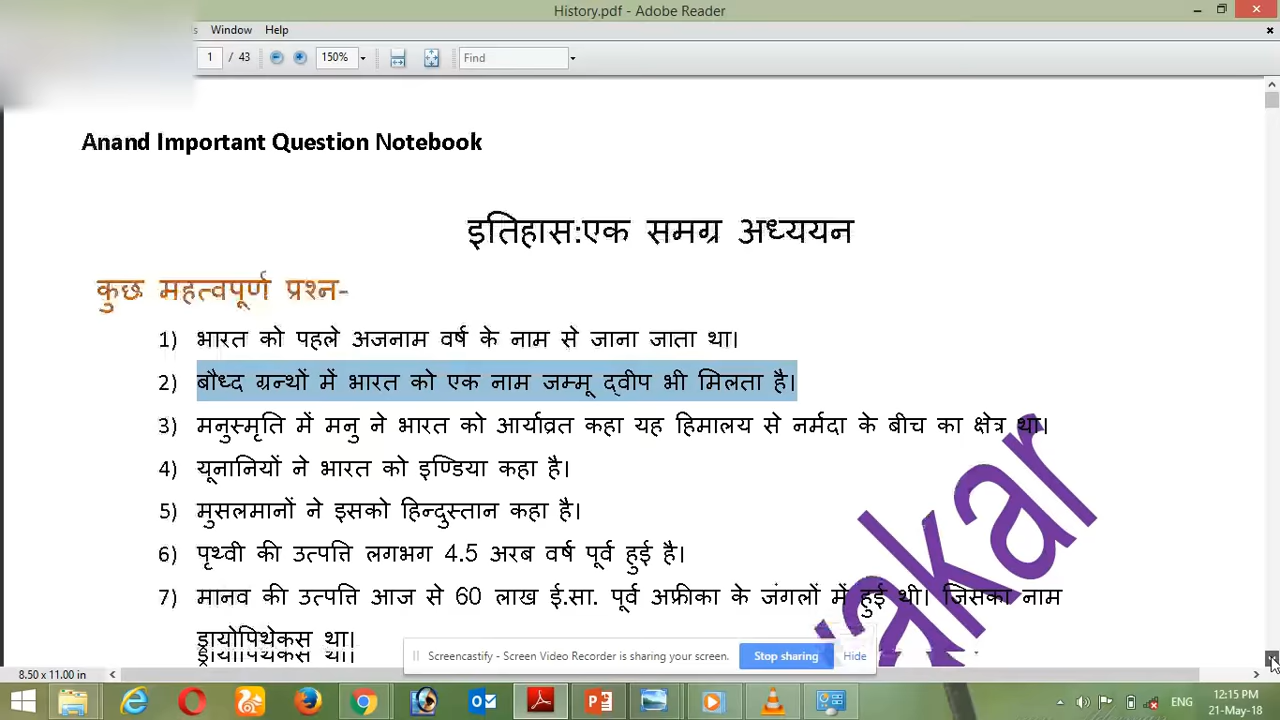 History.pdf - Adobe Reader
Window Help
1 / 43 150% Find
Anand Important Question Notebook
इतिहास:एक समग्र अध्ययन
कुछ महत्वपूर्ण प्रश्न-
1) भारत को पहले अजनाम वर्ष के नाम से जाना जाता था।
2) बौध्द ग्रन्थों में भारत को एक नाम जम्मू द्वीप भी मिलता है।
3) मनुस्मृति में मनु ने भारत को आर्याव्रत कहा यह हिमालय से नर्मदा के बीच का क्षेत्र था।
4) यूनानियों ने भारत को इण्डिया कहा है।
5) मुसलमानों ने इसको हिन्दुस्तान कहा है।
6) पृथ्वी की उत्पत्ति लगभग 4.5 अरब वर्ष पूर्व हुई है।
7) मानव की उत्पत्ति आज से 60 लाख ई.सा. पूर्व अफ्रीका के जंगलों में हुई थी। जिसका नाम
ड्रायोपिथेकस था।
Screencastify - Screen Video Recorder is sharing your screen. Stop sharing Hide
8.50 x 11.00 in
ENG
12:15 PM
21-May-18